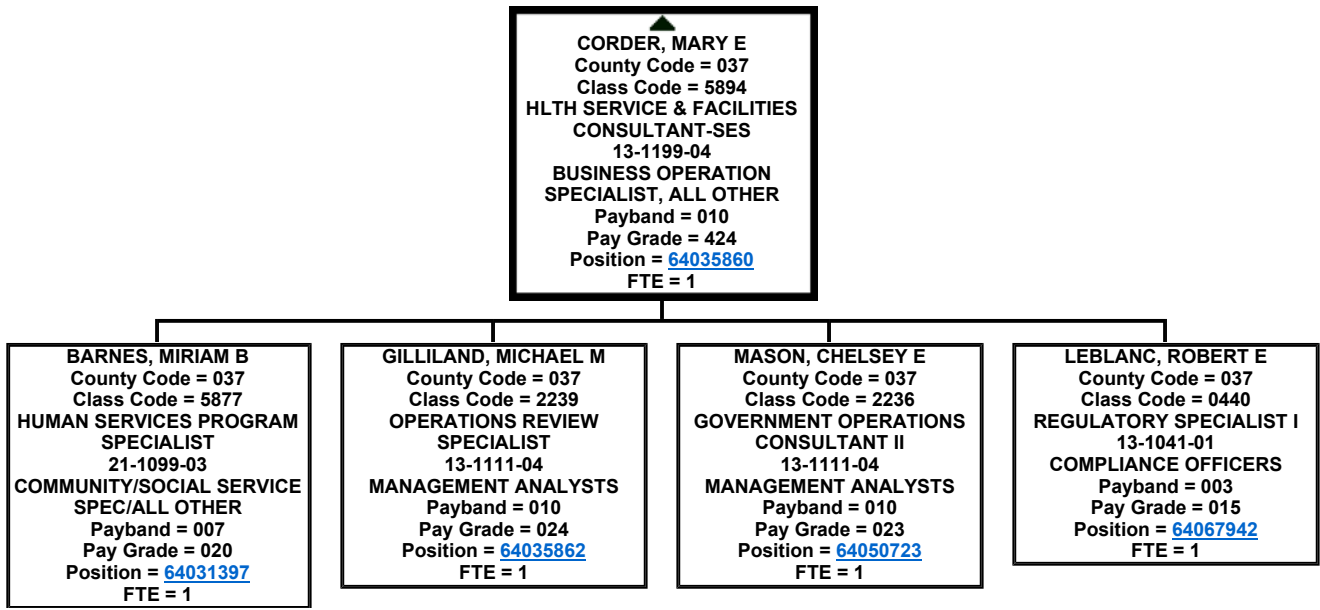 CORDER, MARY E
County Code = 037
Class Code = 5894
HLTH SERVICE & FACILITIES
CONSULTANT-SES
13-1199-04
BUSINESS OPERATION
SPECIALIST, ALL OTHER
Payband = 010
Pay Grade = 424
Position = 64035860
FTE = 1
BARNES, MIRIAM B
County Code = 037
Class Code = 5877
HUMAN SERVICES PROGRAM
SPECIALIST
21-1099-03
COMMUNITY/SOCIAL SERVICE
SPEC/ALL OTHER
Payband = 007
Pay Grade = 020
Position = 64031397
FTE = 1
GILLILAND, MICHAEL M
County Code = 037
Class Code = 2239
OPERATIONS REVIEW
SPECIALIST
13-1111-04
MANAGEMENT ANALYSTS
Payband = 010
Pay Grade = 024
Position = 64035862
FTE = 1
MASON, CHELSEY E
County Code = 037
Class Code = 2236
GOVERNMENT OPERATIONS
CONSULTANT II
13-1111-04
MANAGEMENT ANALYSTS
Payband = 010
Pay Grade = 023
Position = 64050723
FTE = 1
LEBLANC, ROBERT E
County Code = 037
Class Code = 0440
REGULATORY SPECIALIST I
13-1041-01
COMPLIANCE OFFICERS
Payband = 003
Pay Grade = 015
Position = 64067942
FTE = 1